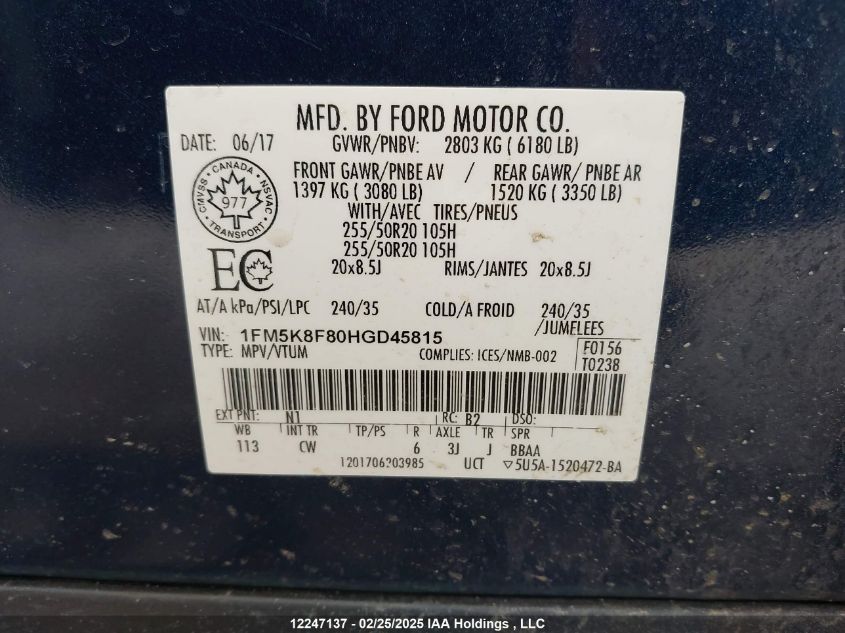 MFD. BY FORD MOTOR CO.
DATE: 06/17 GVWR/PNBV: 2803 KG ( 6180 LB)
FRONT GAWR/PNBE AV / REAR GAWR/ PNBE AR
1397 KG ( 3080 LB) 1520 KG ( 3350 LB)
WITH/AVEC TIRES/PNEUS
255/50R20 105H
255/50R20 105H
20x8.5J RIMS/JANTES 20x8.5J
CANADA
CMVSS 977 NSVAC
TRANSPORT
EC
AT/A kPa/PSI/LPC 240/35 COLD/A FROID 240/35
/JUMELEES
VIN: 1FM5K8F80HGD45815
TYPE: MPV/VTUM COMPLIES: ICES/NMB-002
F0156
T0238
EXT PNT: N1 RC: B2 DSO:
WB INT TR TP/PS R AXLE TR SPR
113 CW 6 3J J BBAA
1201706203985 UCT ▽5U5A-1520472-BA
12247137 - 02/25/2025 IAA Holdings , LLC